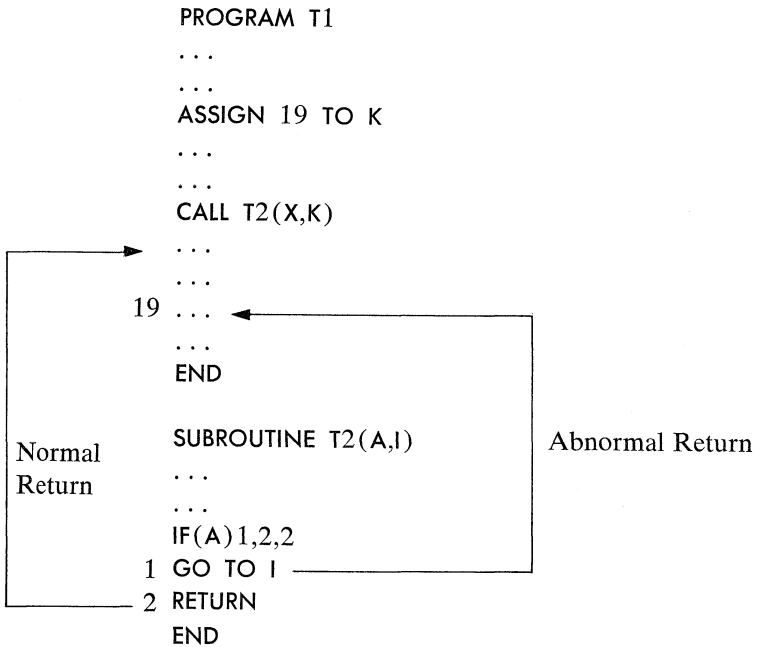 PROGRAM T1
...
...
ASSIGN 19 TO K
...
...
CALL T2(X,K)
...
...
19 ...
...
END
SUBROUTINE T2(A,I)
...
...
IF(A)1,2,2
1 GO TO I
2 RETURN
END
Normal
Return
Abnormal Return